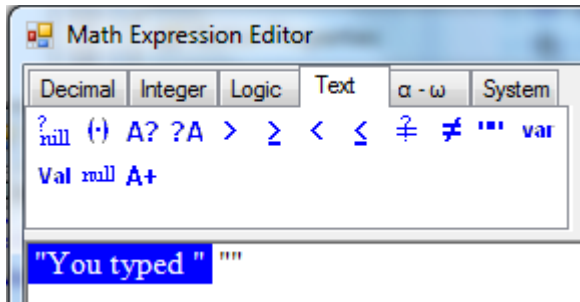 Math Expression Editor
Decimal Integer Logic Text α - ω System
?null (·) A? ?A > ≥ < ≤ ≟ ≠ "" var
Val null A+
"You typed " ""